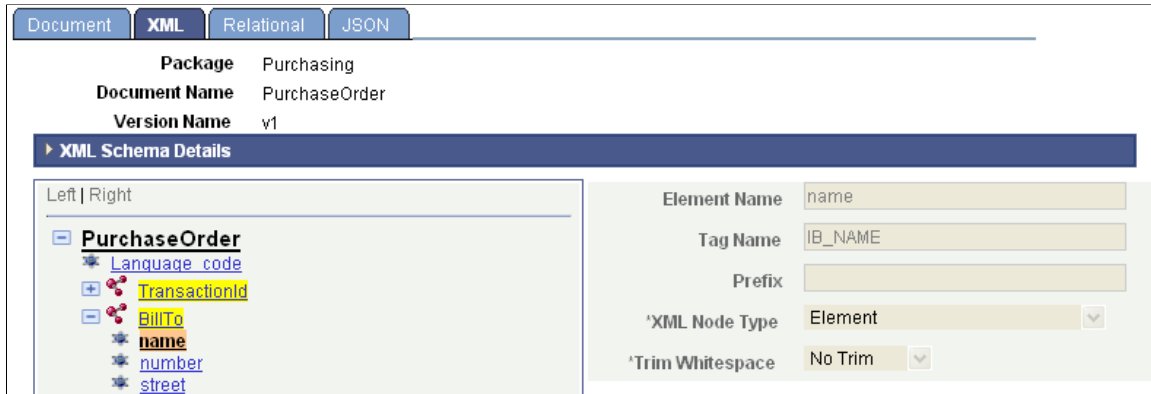 Document XML Relational JSON
Package Purchasing
Document Name PurchaseOrder
Version Name v1
XML Schema Details
Left | Right
PurchaseOrder
Language_code
TransactionId
BillTo
name
number
street
Element Name name
Tag Name IB_NAME
Prefix
*XML Node Type Element
*Trim Whitespace No Trim